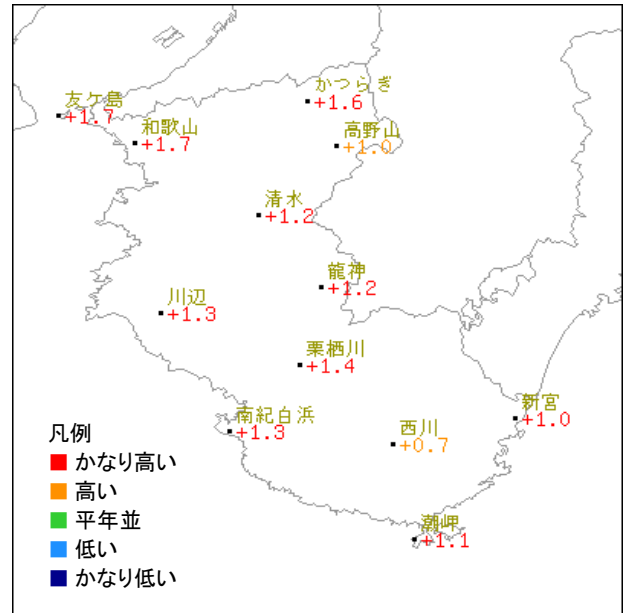 かつらぎ
+1.6
友ケ島
+1.7
和歌山
+1.7
高野山
+1.0
清水
+1.2
龍神
+1.2
川辺
+1.3
栗栖川
+1.4
南紀白浜
+1.3
西川
+0.7
新宮
+1.0
潮岬
+1.1
凡例
かなり高い
高い
平年並
低い
かなり低い